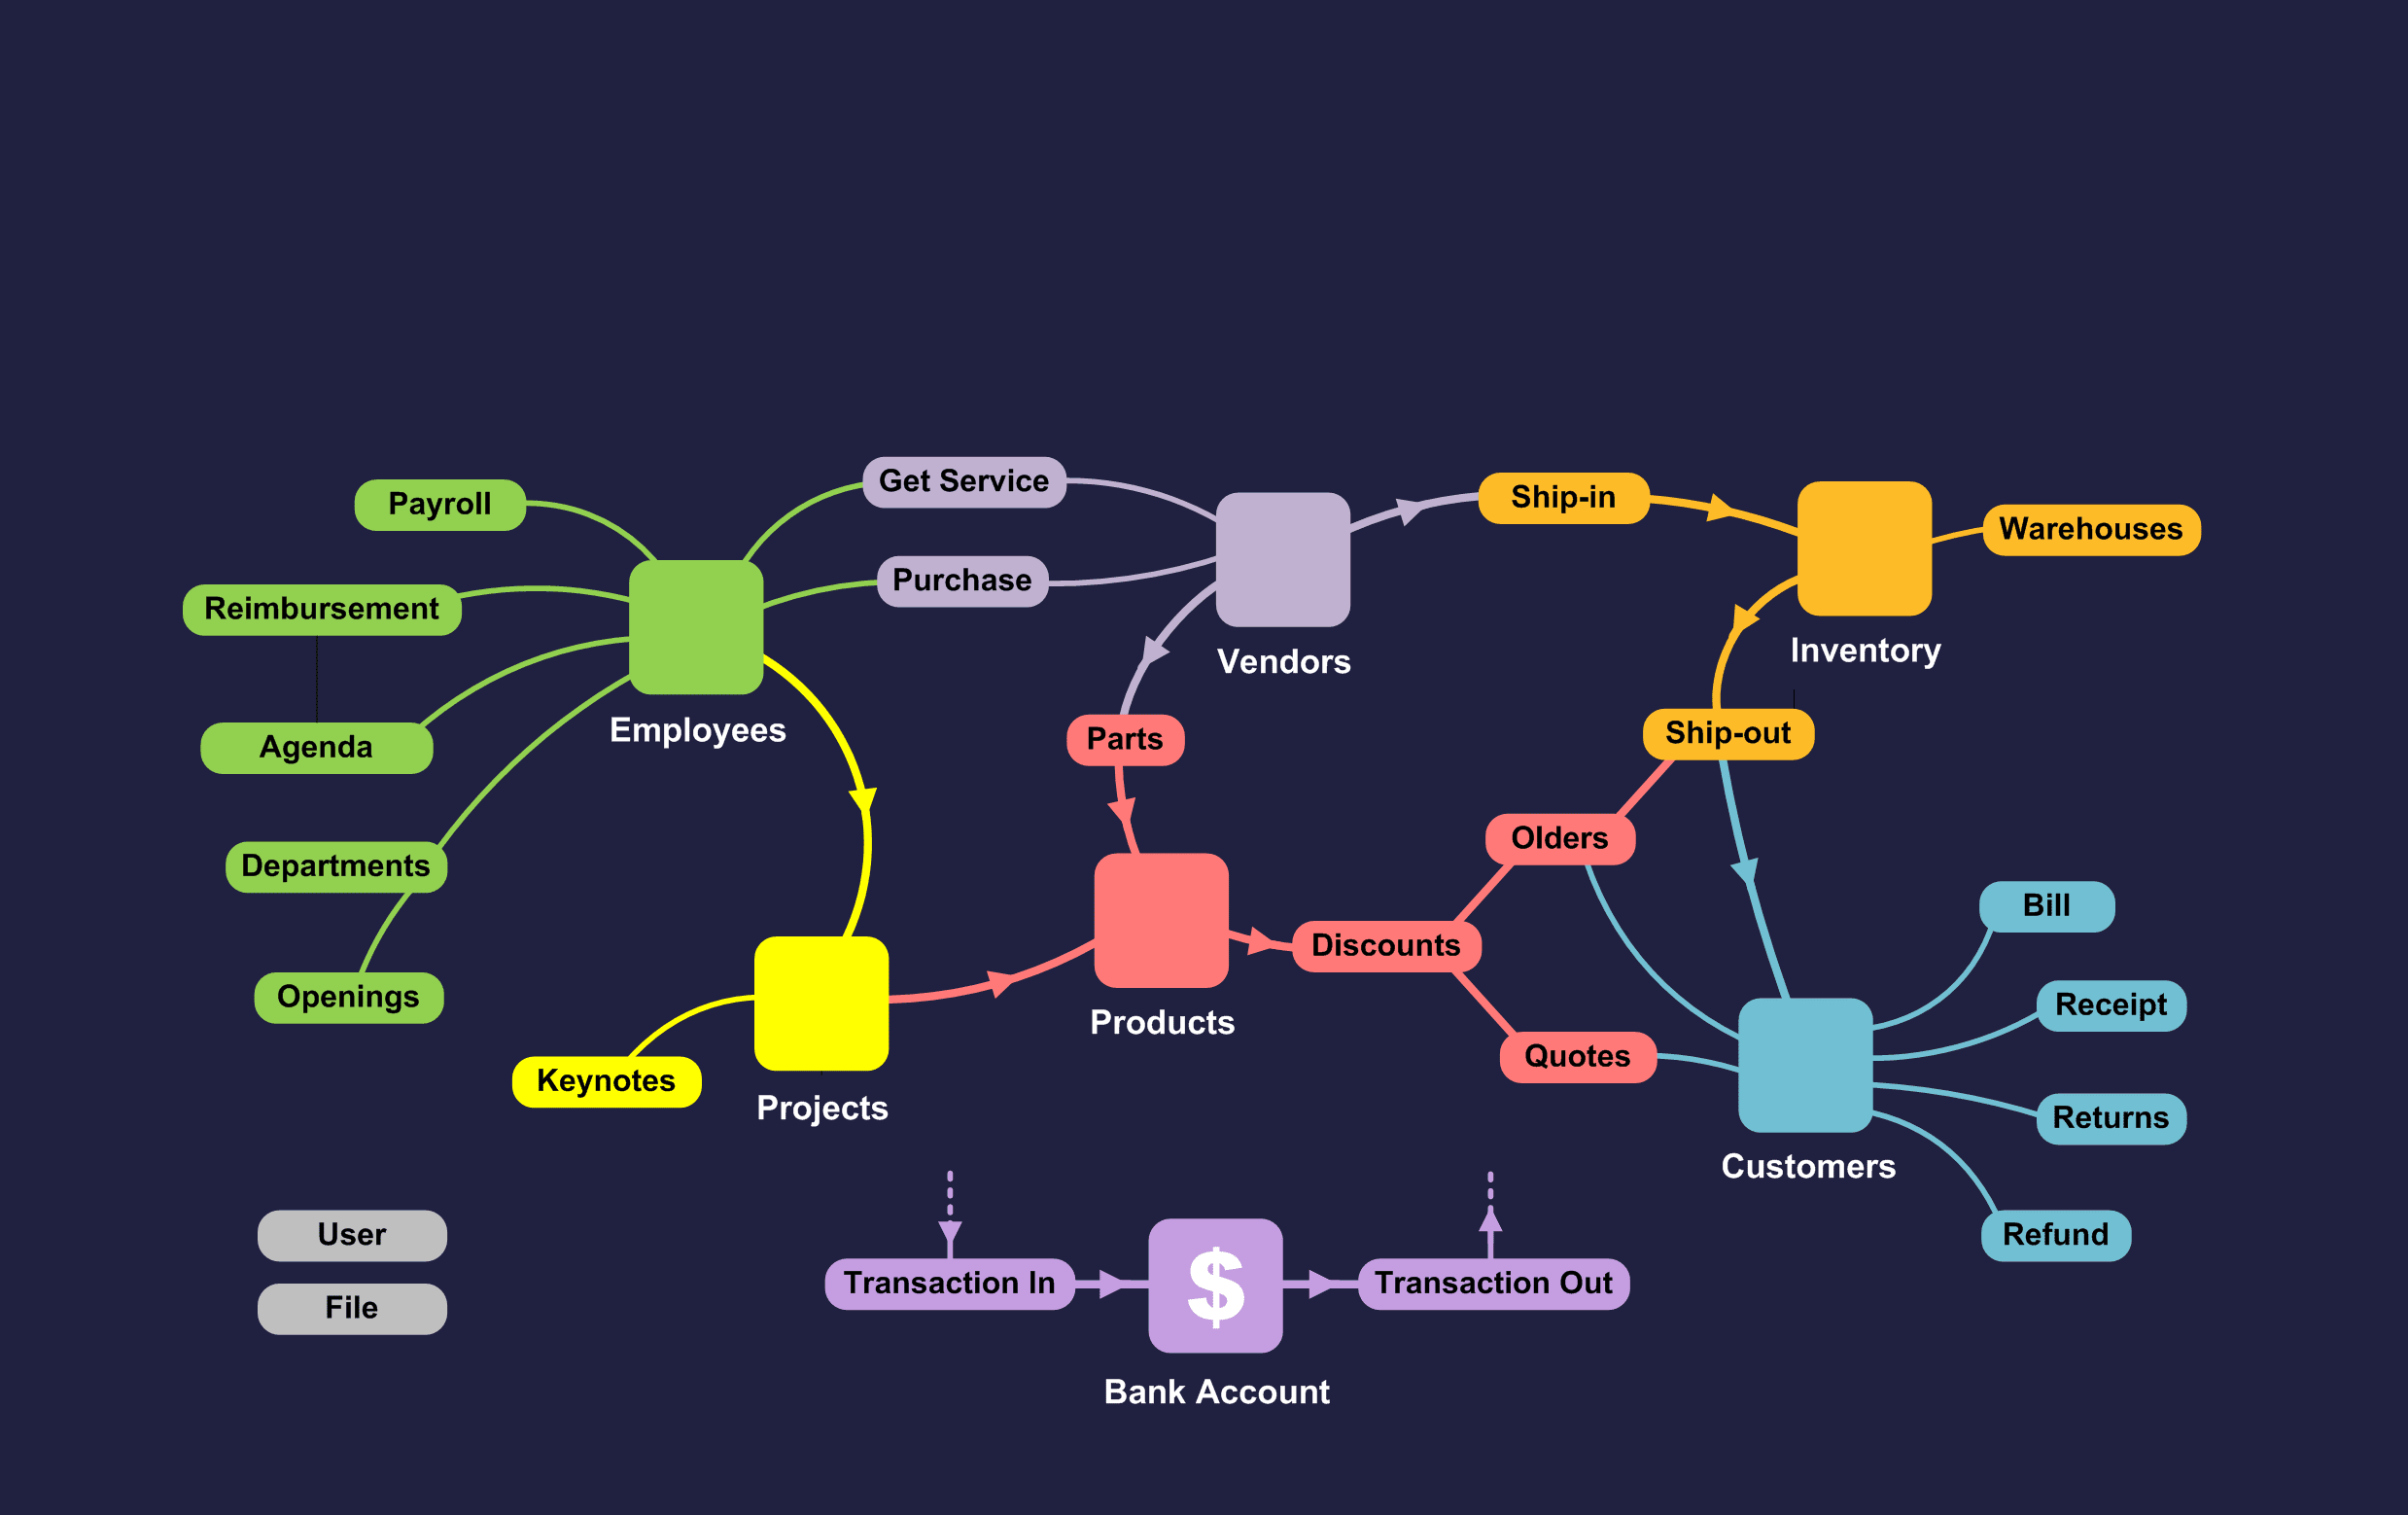 Get Service
Payroll
Ship-in
Warehouses
Purchase
Reimbursement
Vendors
Inventory
Employees
Parts
Ship-out
Agenda
Olders
Departments
Bill
Discounts
Openings
Receipt
Products
Quotes
Keynotes
Projects
Returns
Customers
User
Refund
Transaction In
$
Transaction Out
File
Bank Account